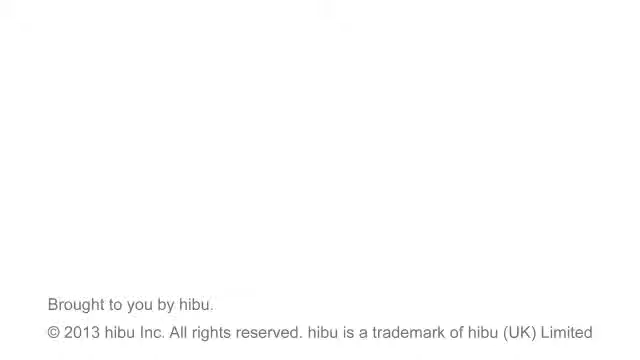 Brought to you by hibu.
© 2013 hibu Inc. All rights reserved. hibu is a trademark of hibu (UK) Limited